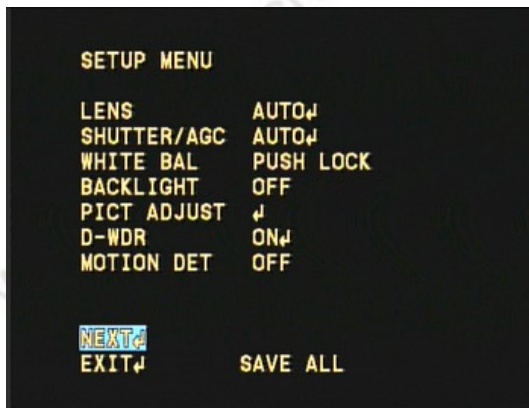 SETUP MENU
LENS AUTO↲
SHUTTER/AGC AUTO↲
WHITE BAL PUSH LOCK
BACKLIGHT OFF
PICT ADJUST ↲
D-WDR ON↲
MOTION DET OFF
NEXT↲
EXIT↲ SAVE ALL